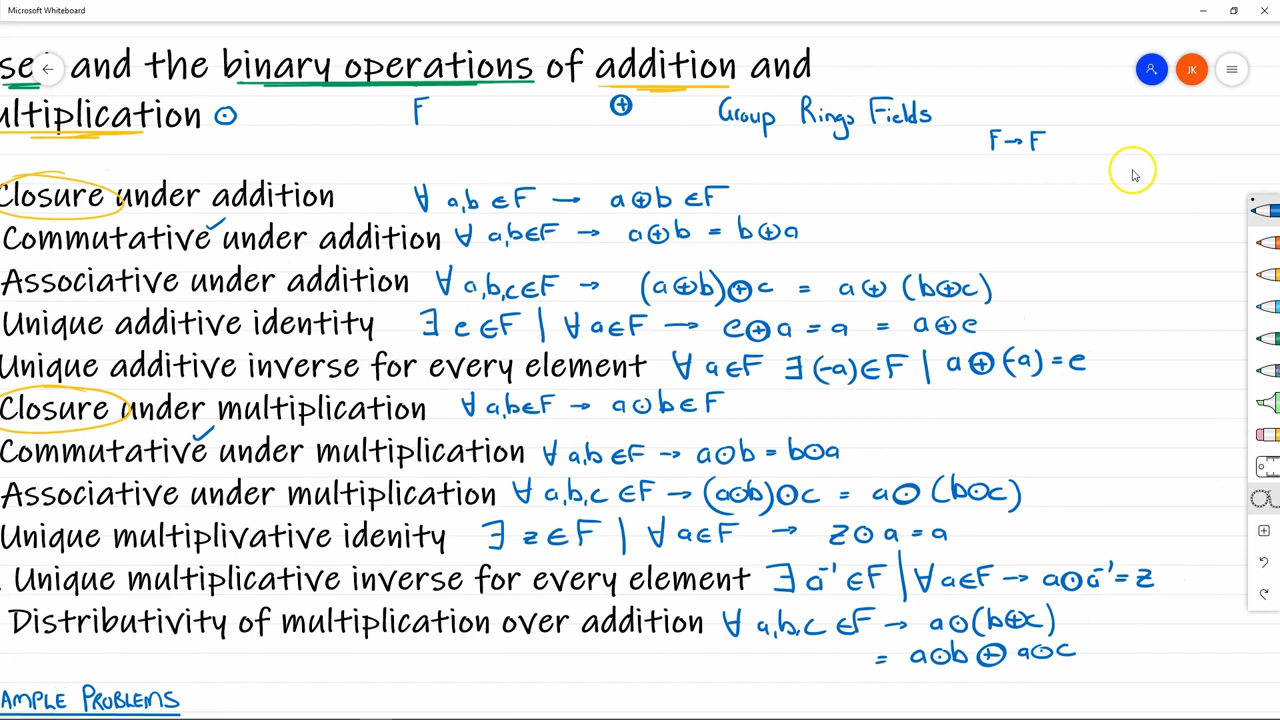 Microsoft Whiteboard
set and the binary operations of addition and
JK
ultiplication ⊙ F ⊕ Group Rings Fields
F → F
Closure under addition ∀ a,b ∈ F → a ⊕ b ∈ F
Commutative under addition ∀ a,b ∈ F → a ⊕ b = b ⊕ a
Associative under addition ∀ a,b,c ∈ F → (a ⊕ b) ⊕ c = a ⊕ (b ⊕ c)
Unique additive identity ∃ e ∈ F | ∀ a ∈ F → e ⊕ a = a = a ⊕ e
Unique additive inverse for every element ∀ a ∈ F ∃ (-a) ∈ F | a ⊕ (-a) = e
Closure under multiplication ∀ a,b ∈ F → a ⊙ b ∈ F
Commutative under multiplication ∀ a,b ∈ F → a ⊙ b = b ⊙ a
Associative under multiplication ∀ a,b,c ∈ F → (a ⊙ b) ⊙ c = a ⊙ (b ⊙ c)
Unique multiplivative idenity ∃ z ∈ F | ∀ a ∈ F → z ⊙ a = a
. Unique multiplicative inverse for every element ∃ a⁻¹ ∈ F | ∀ a ∈ F → a ⊙ a⁻¹ = z
Distributivity of multiplication over addition ∀ a,b,c ∈ F → a ⊙ (b ⊕ c)
= a ⊙ b ⊕ a ⊙ c
AMPLE PROBLEMS